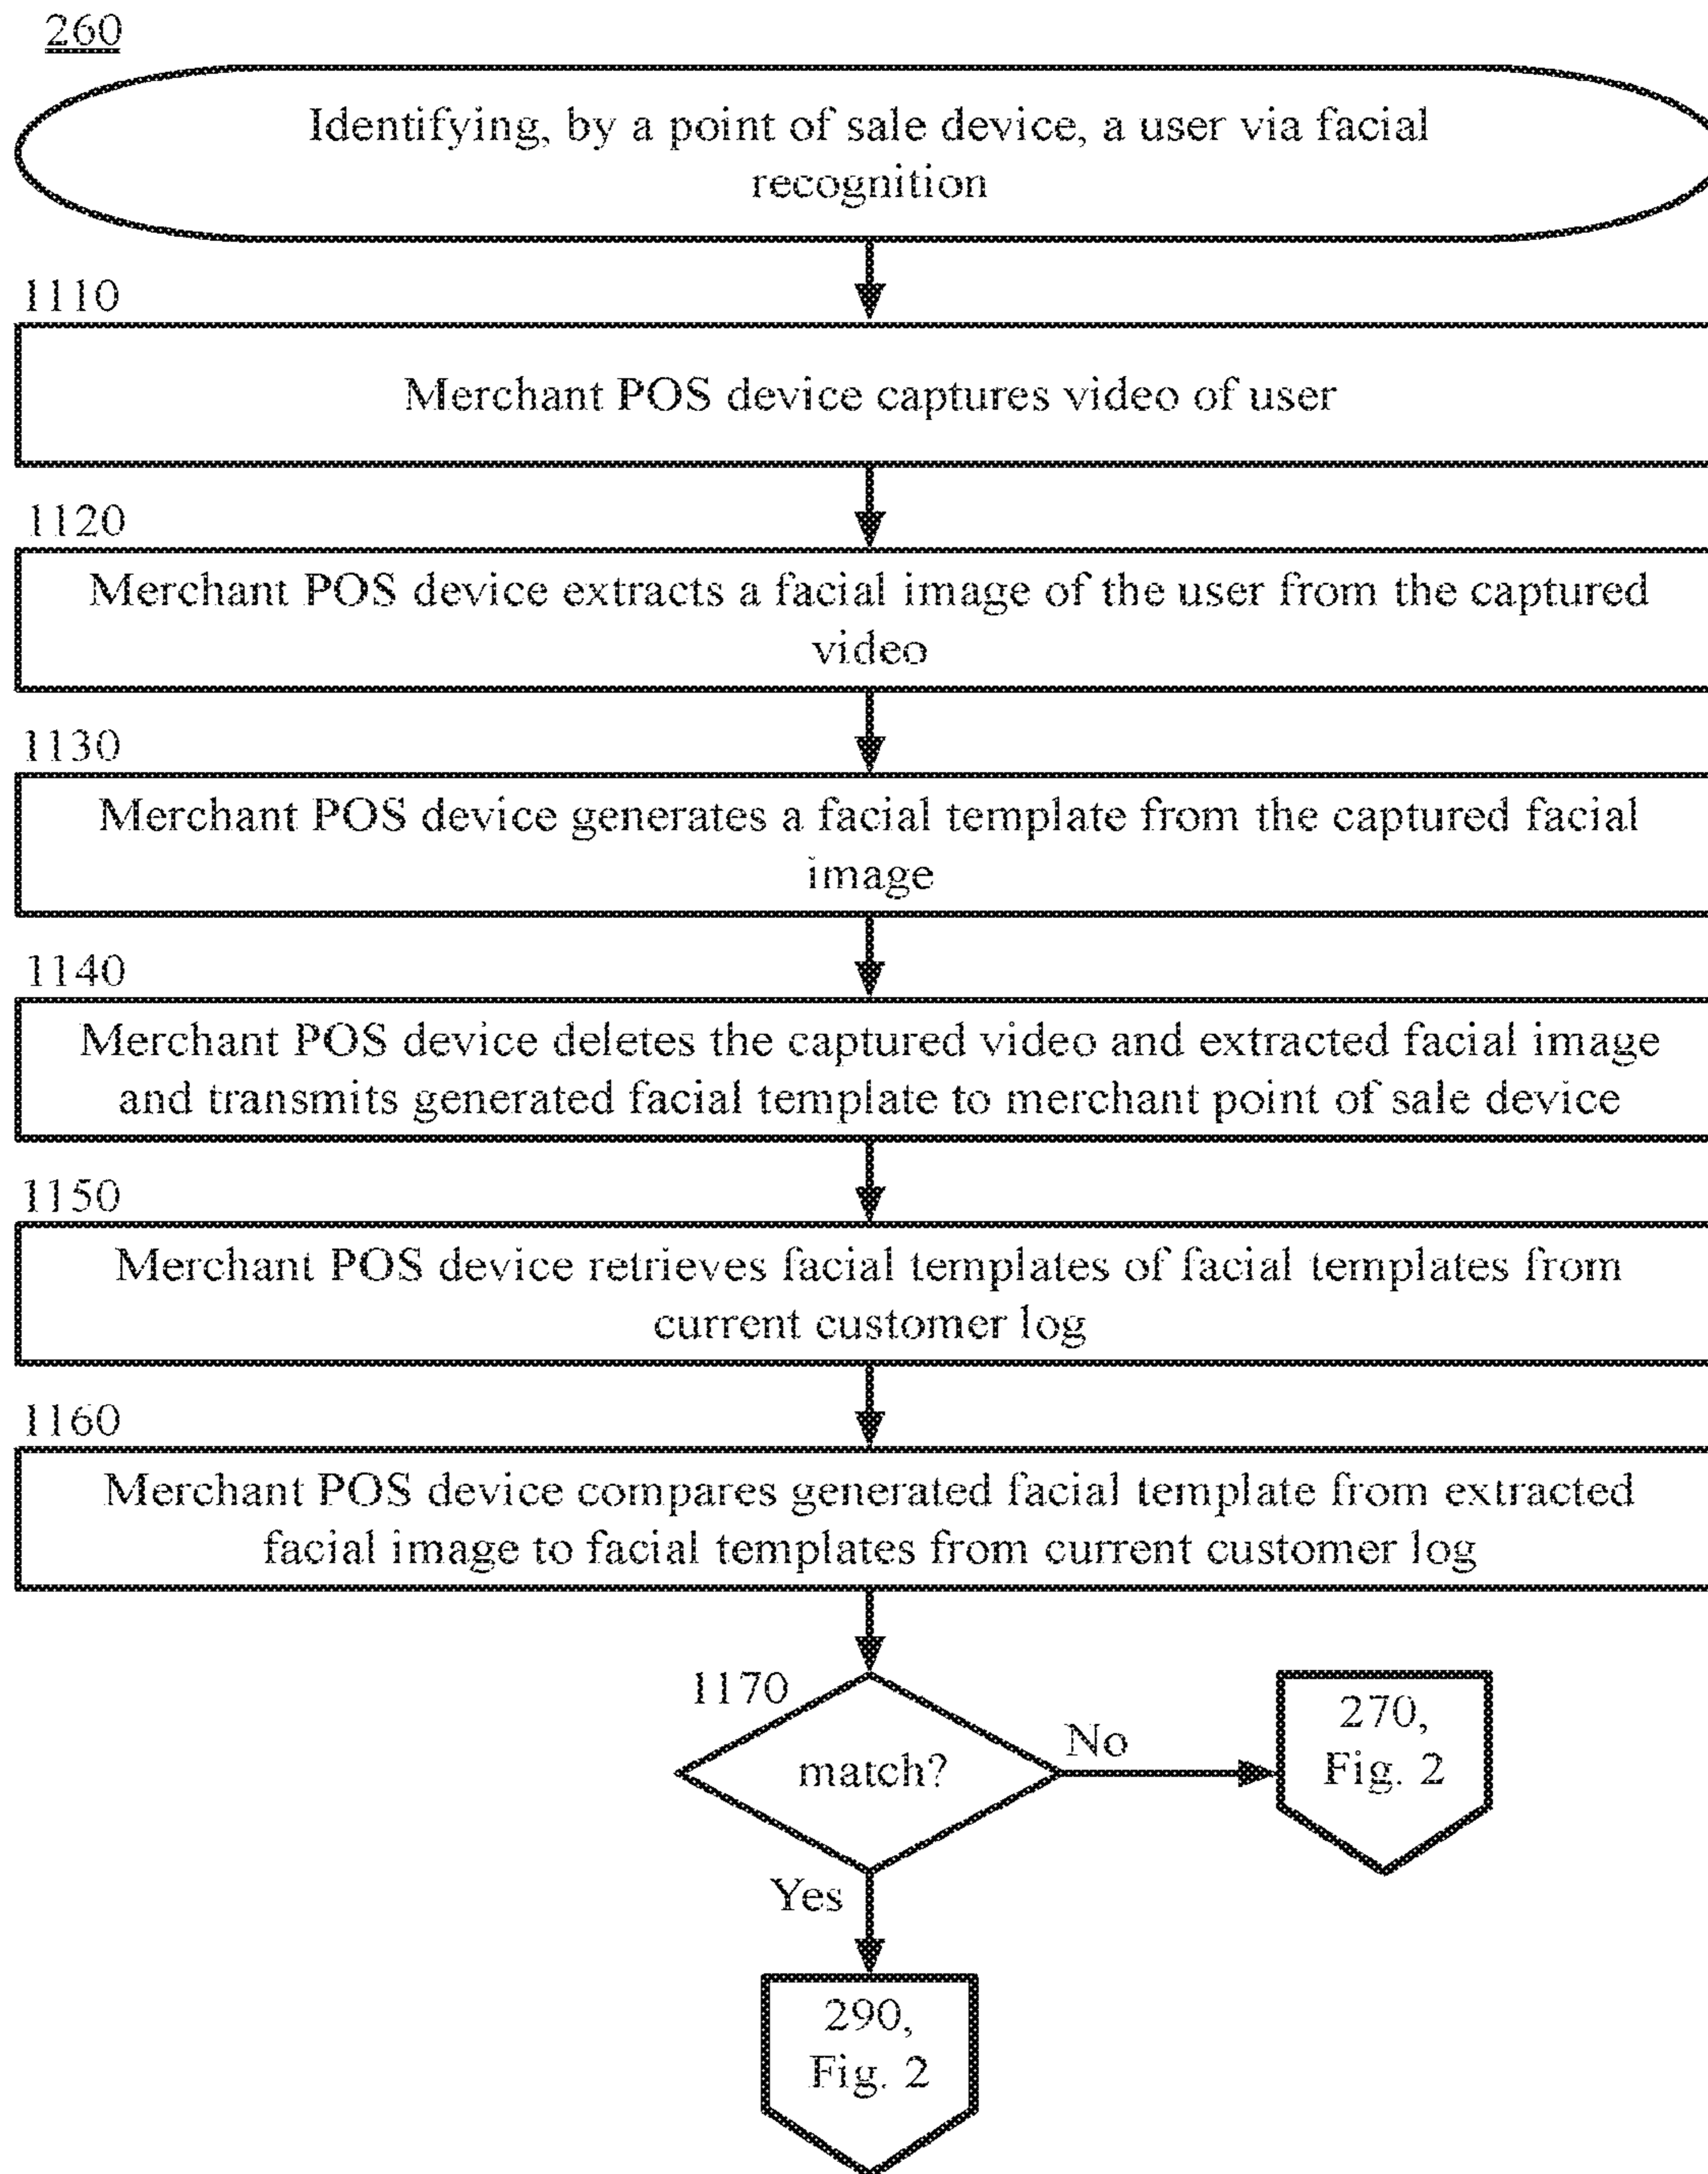 260
Identifying, by a point of sale device, a user via facial
recognition
1110
Merchant POS device captures video of user
1120
Merchant POS device extracts a facial image of the user from the captured
video
1130
Merchant POS device generates a facial template from the captured facial
image
1140
Merchant POS device deletes the captured video and extracted facial image
and transmits generated facial template to merchant point of sale device
1150
Merchant POS device retrieves facial templates of facial templates from
current customer log
1160
Merchant POS device compares generated facial template from extracted
facial image to facial templates from current customer log
1170
match?
No
270,
Fig. 2
Yes
290,
Fig. 2